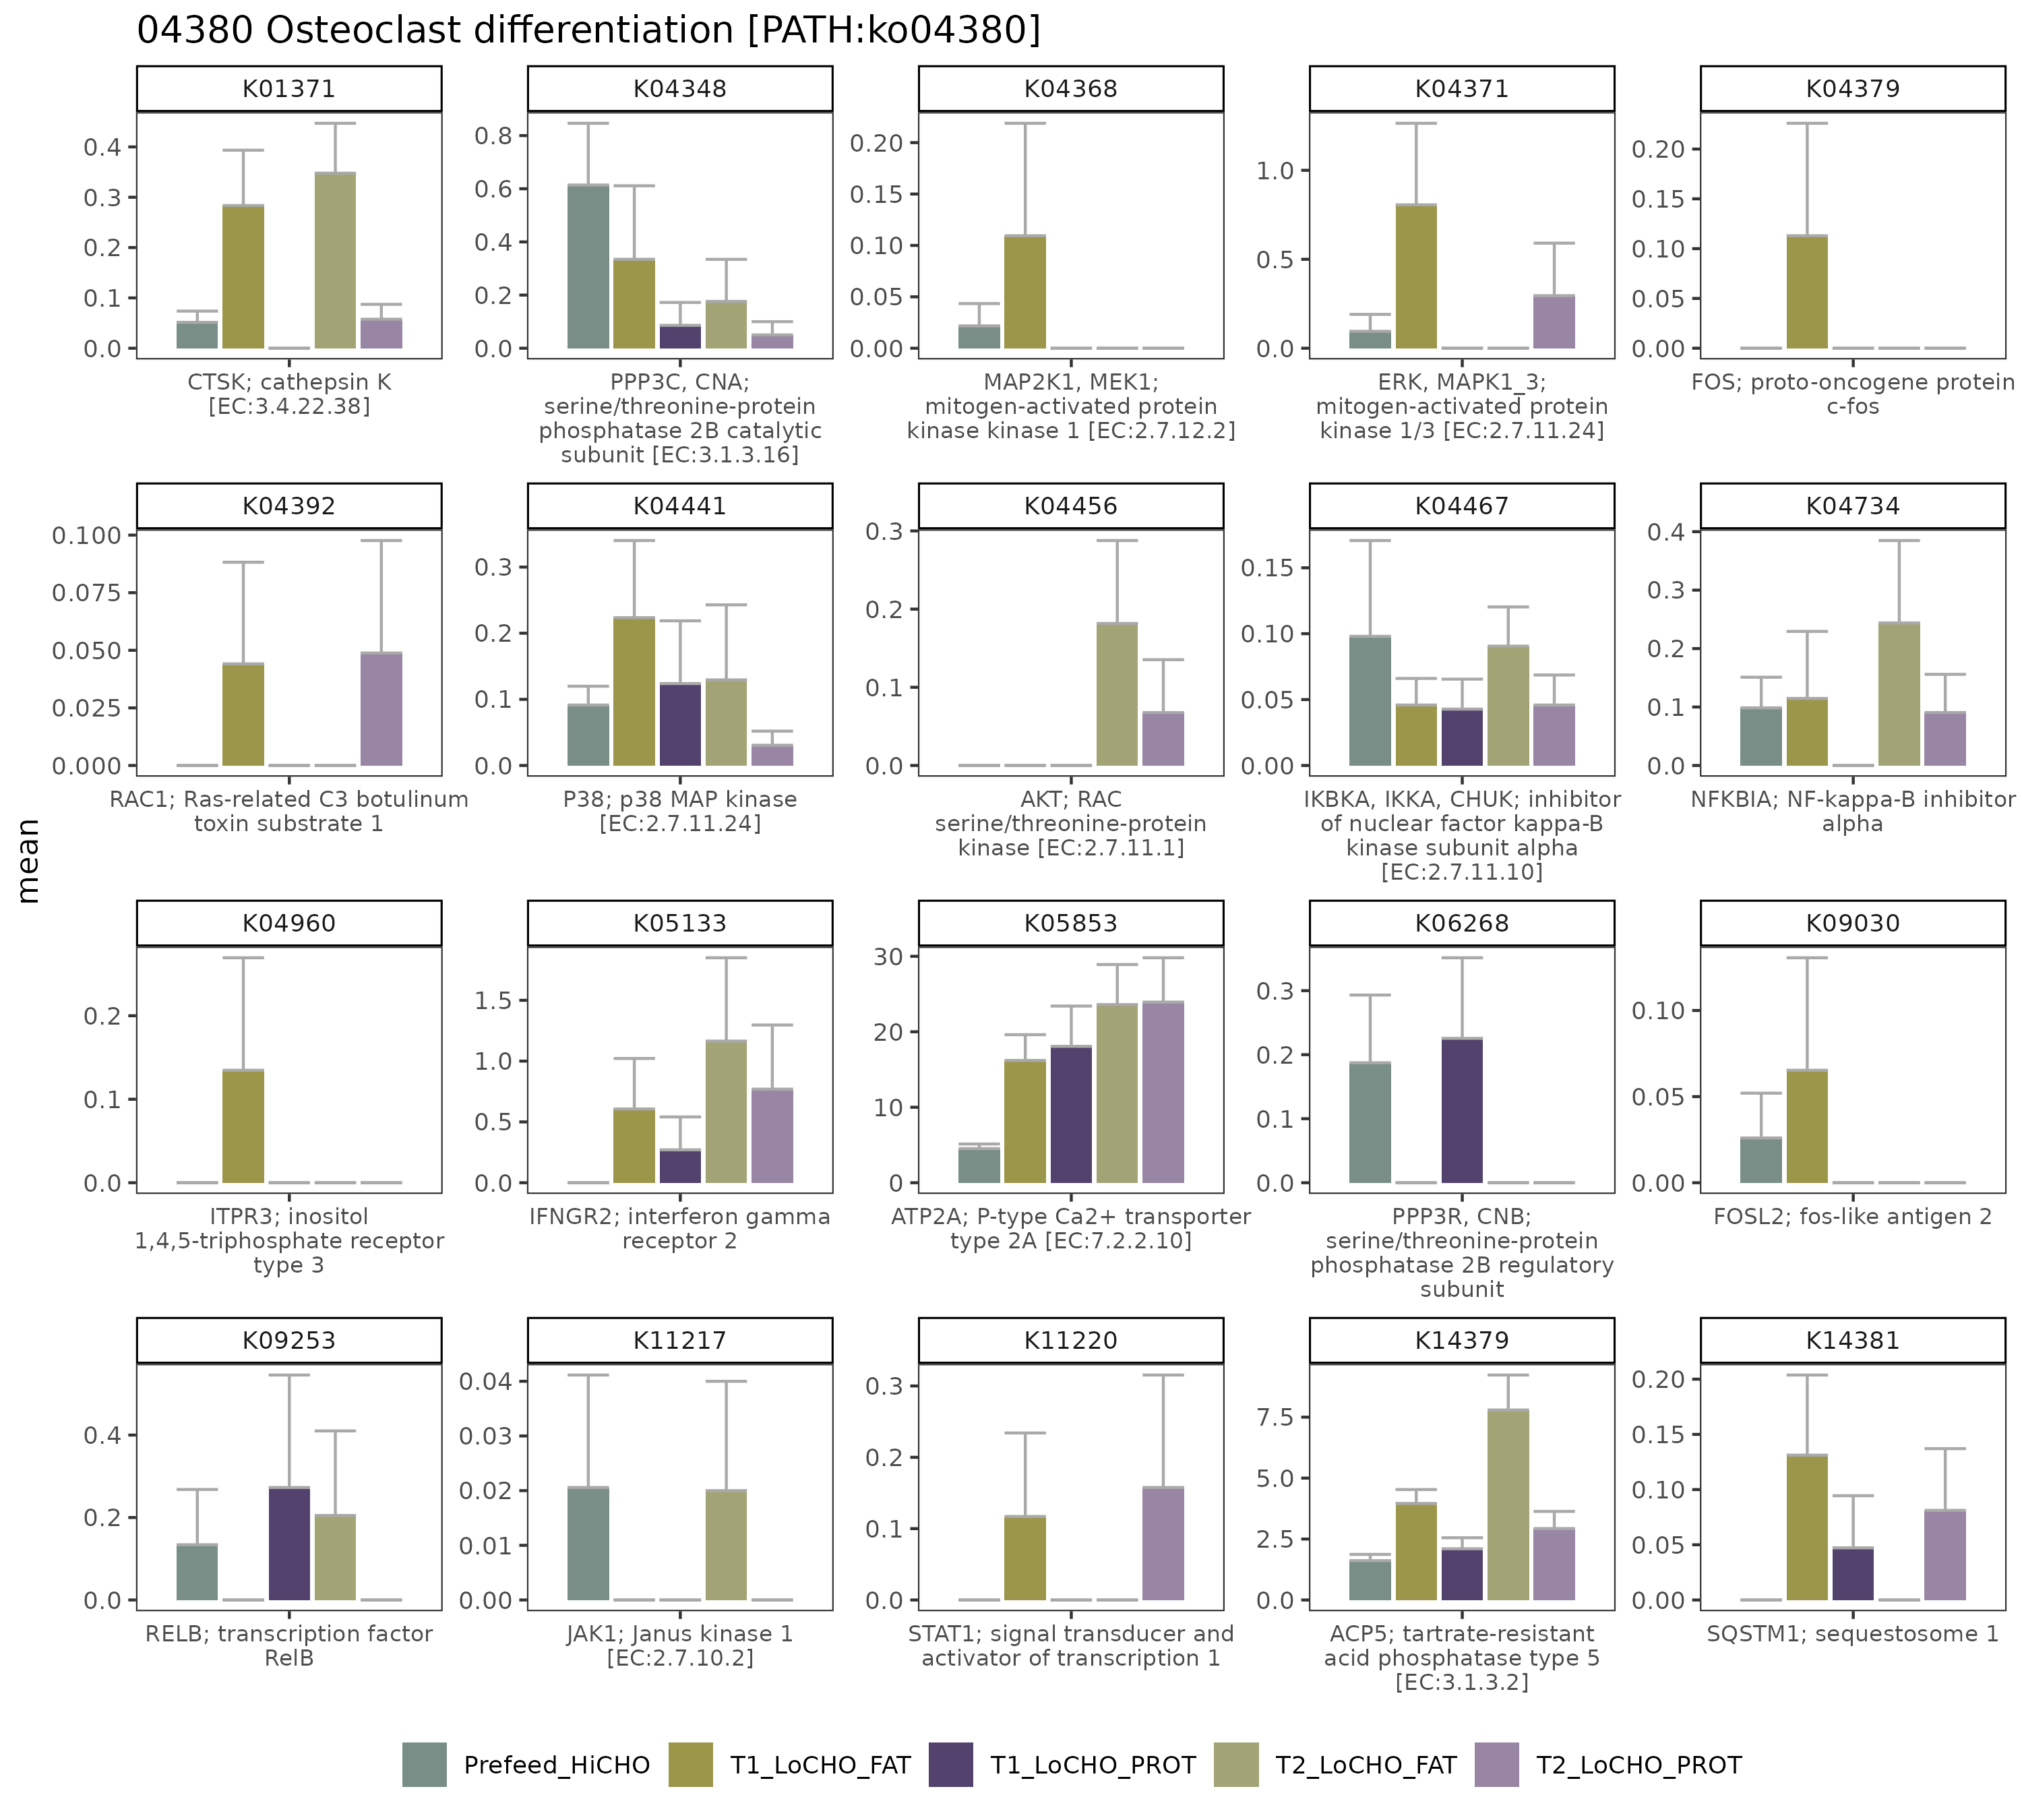 04380 Osteoclast differentiation [PATH:ko04380]
mean
K01371
0.4
0.3
0.2
0.1
0.0
CTSK; cathepsin K
[EC:3.4.22.38]
K04348
0.8
0.6
0.4
0.2
0.0
PPP3C, CNA;
serine/threonine-protein
phosphatase 2B catalytic
subunit [EC:3.1.3.16]
K04368
0.20
0.15
0.10
0.05
0.00
MAP2K1, MEK1;
mitogen-activated protein
kinase kinase 1 [EC:2.7.12.2]
K04371
1.0
0.5
0.0
ERK, MAPK1_3;
mitogen-activated protein
kinase 1/3 [EC:2.7.11.24]
K04379
0.20
0.15
0.10
0.05
0.00
FOS; proto-oncogene protein
c-fos
K04392
0.100
0.075
0.050
0.025
0.000
RAC1; Ras-related C3 botulinum
toxin substrate 1
K04441
0.3
0.2
0.1
0.0
P38; p38 MAP kinase
[EC:2.7.11.24]
K04456
0.3
0.2
0.1
0.0
AKT; RAC
serine/threonine-protein
kinase [EC:2.7.11.1]
K04467
0.15
0.10
0.05
0.00
IKBKA, IKKA, CHUK; inhibitor
of nuclear factor kappa-B
kinase subunit alpha
[EC:2.7.11.10]
K04734
0.4
0.3
0.2
0.1
0.0
NFKBIA; NF-kappa-B inhibitor
alpha
K04960
0.2
0.1
0.0
ITPR3; inositol
1,4,5-triphosphate receptor
type 3
K05133
1.5
1.0
0.5
0.0
IFNGR2; interferon gamma
receptor 2
K05853
30
20
10
0
ATP2A; P-type Ca2+ transporter
type 2A [EC:7.2.2.10]
K06268
0.3
0.2
0.1
0.0
PPP3R, CNB;
serine/threonine-protein
phosphatase 2B regulatory
subunit
K09030
0.10
0.05
0.00
FOSL2; fos-like antigen 2
K09253
0.4
0.2
0.0
RELB; transcription factor
RelB
K11217
0.04
0.03
0.02
0.01
0.00
JAK1; Janus kinase 1
[EC:2.7.10.2]
K11220
0.3
0.2
0.1
0.0
STAT1; signal transducer and
activator of transcription 1
K14379
7.5
5.0
2.5
0.0
ACP5; tartrate-resistant
acid phosphatase type 5
[EC:3.1.3.2]
K14381
0.20
0.15
0.10
0.05
0.00
SQSTM1; sequestosome 1
Prefeed_HiCHO
T1_LoCHO_FAT
T1_LoCHO_PROT
T2_LoCHO_FAT
T2_LoCHO_PROT